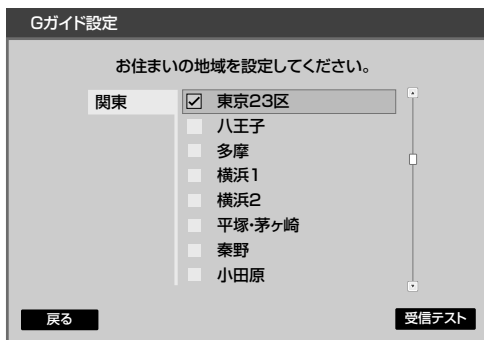 Gガイド設定
お住まいの地域を設定してください。
関東
東京23区
八王子
多摩
横浜1
横浜2
平塚・茅ヶ崎
秦野
小田原
戻る
受信テスト